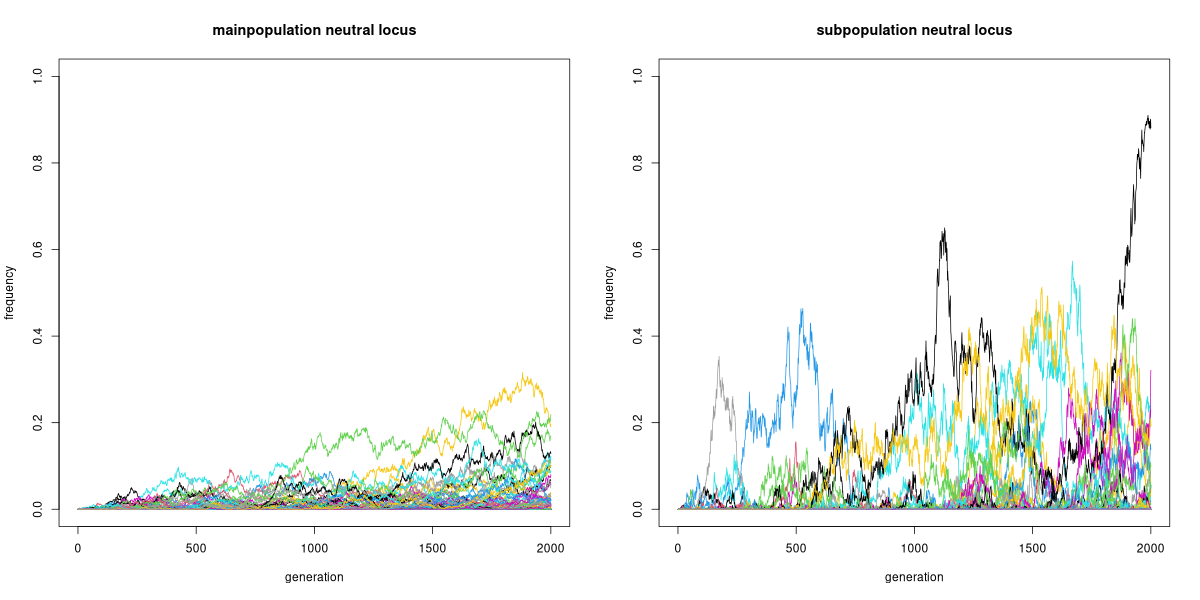 mainpopulation neutral locus
frequency
0.0 0.2 0.4 0.6 0.8 1.0
0 500 1000 1500 2000
generation
subpopulation neutral locus
frequency
0.0 0.2 0.4 0.6 0.8 1.0
0 500 1000 1500 2000
generation